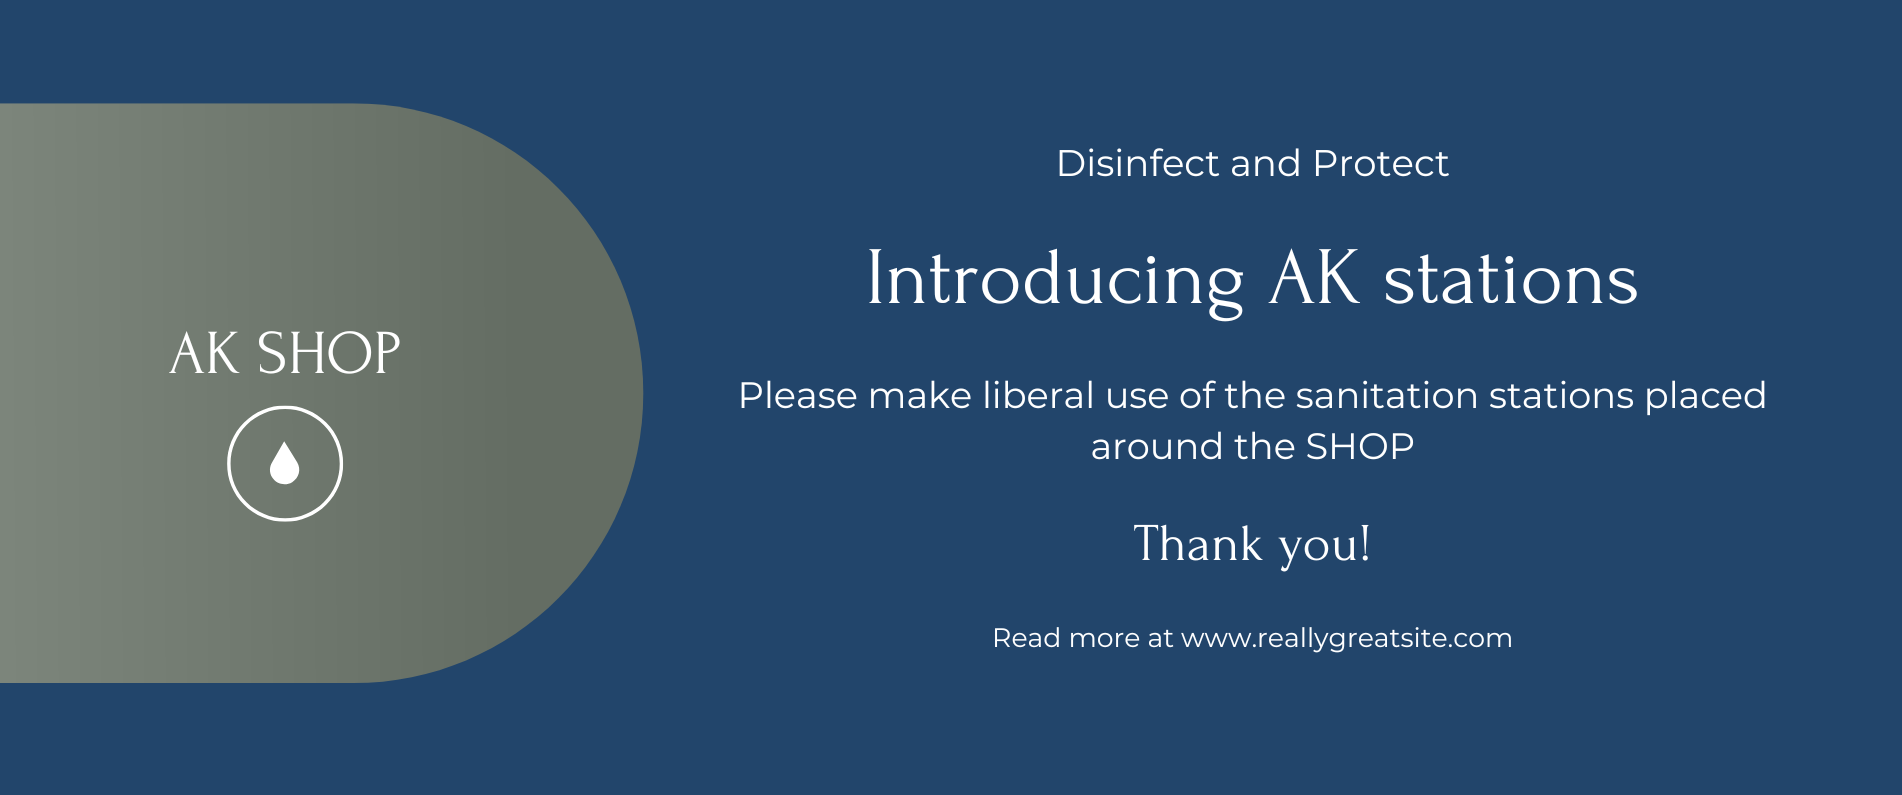 AK SHOP
Disinfect and Protect
Introducing AK stations
Please make liberal use of the sanitation stations placed
around the SHOP
Thank you!
Read more at www.reallygreatsite.com